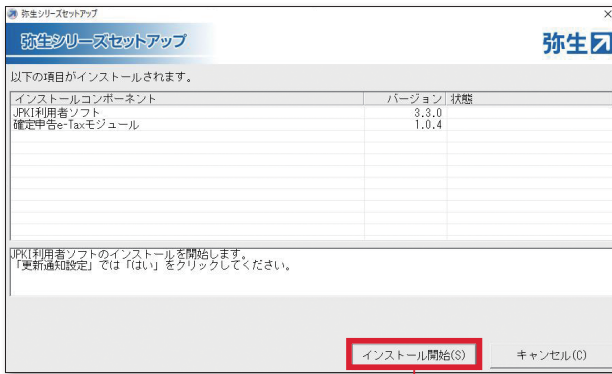 弥生シリーズセットアップ
弥生シリーズセットアップ
弥生
以下の項目がインストールされます。
インストールコンポーネント バージョン 状態
JPKI利用者ソフト 3.3.0
確定申告e-Taxモジュール 1.0.4
JPKI利用者ソフトのインストールを開始します。
「更新通知設定」では「はい」をクリックしてください。
インストール開始(S) キャンセル(C)